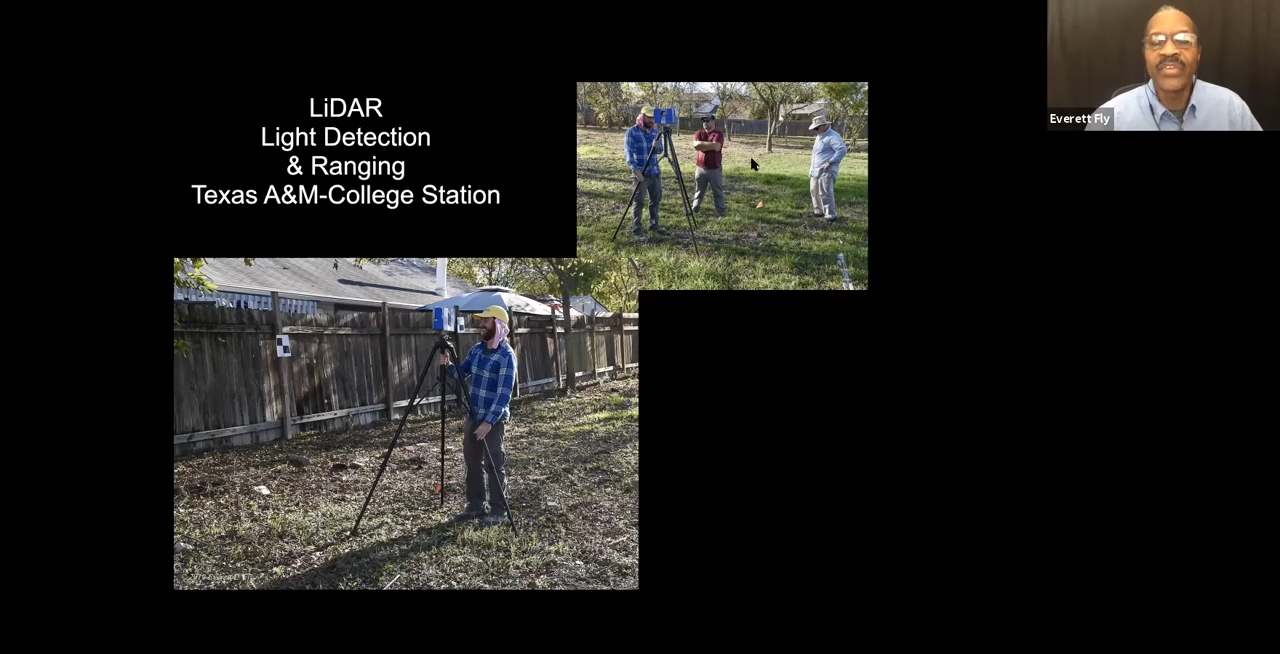 LiDAR
Light Detection
& Ranging
Texas A&M-College Station
Everett Fly